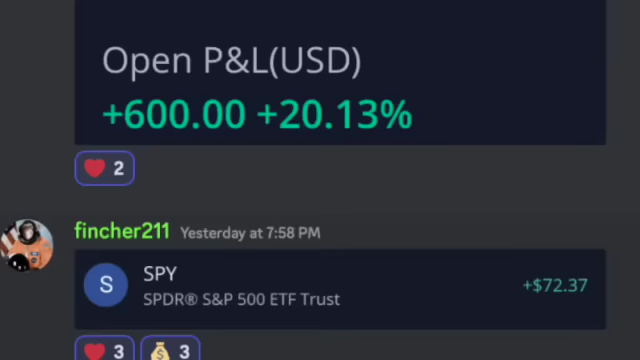 Open P&L(USD)
+600.00 +20.13%
2
fincher211 Yesterday at 7:58 PM
S
SPY
SPDR® S&P 500 ETF Trust
+$72.37
3
3